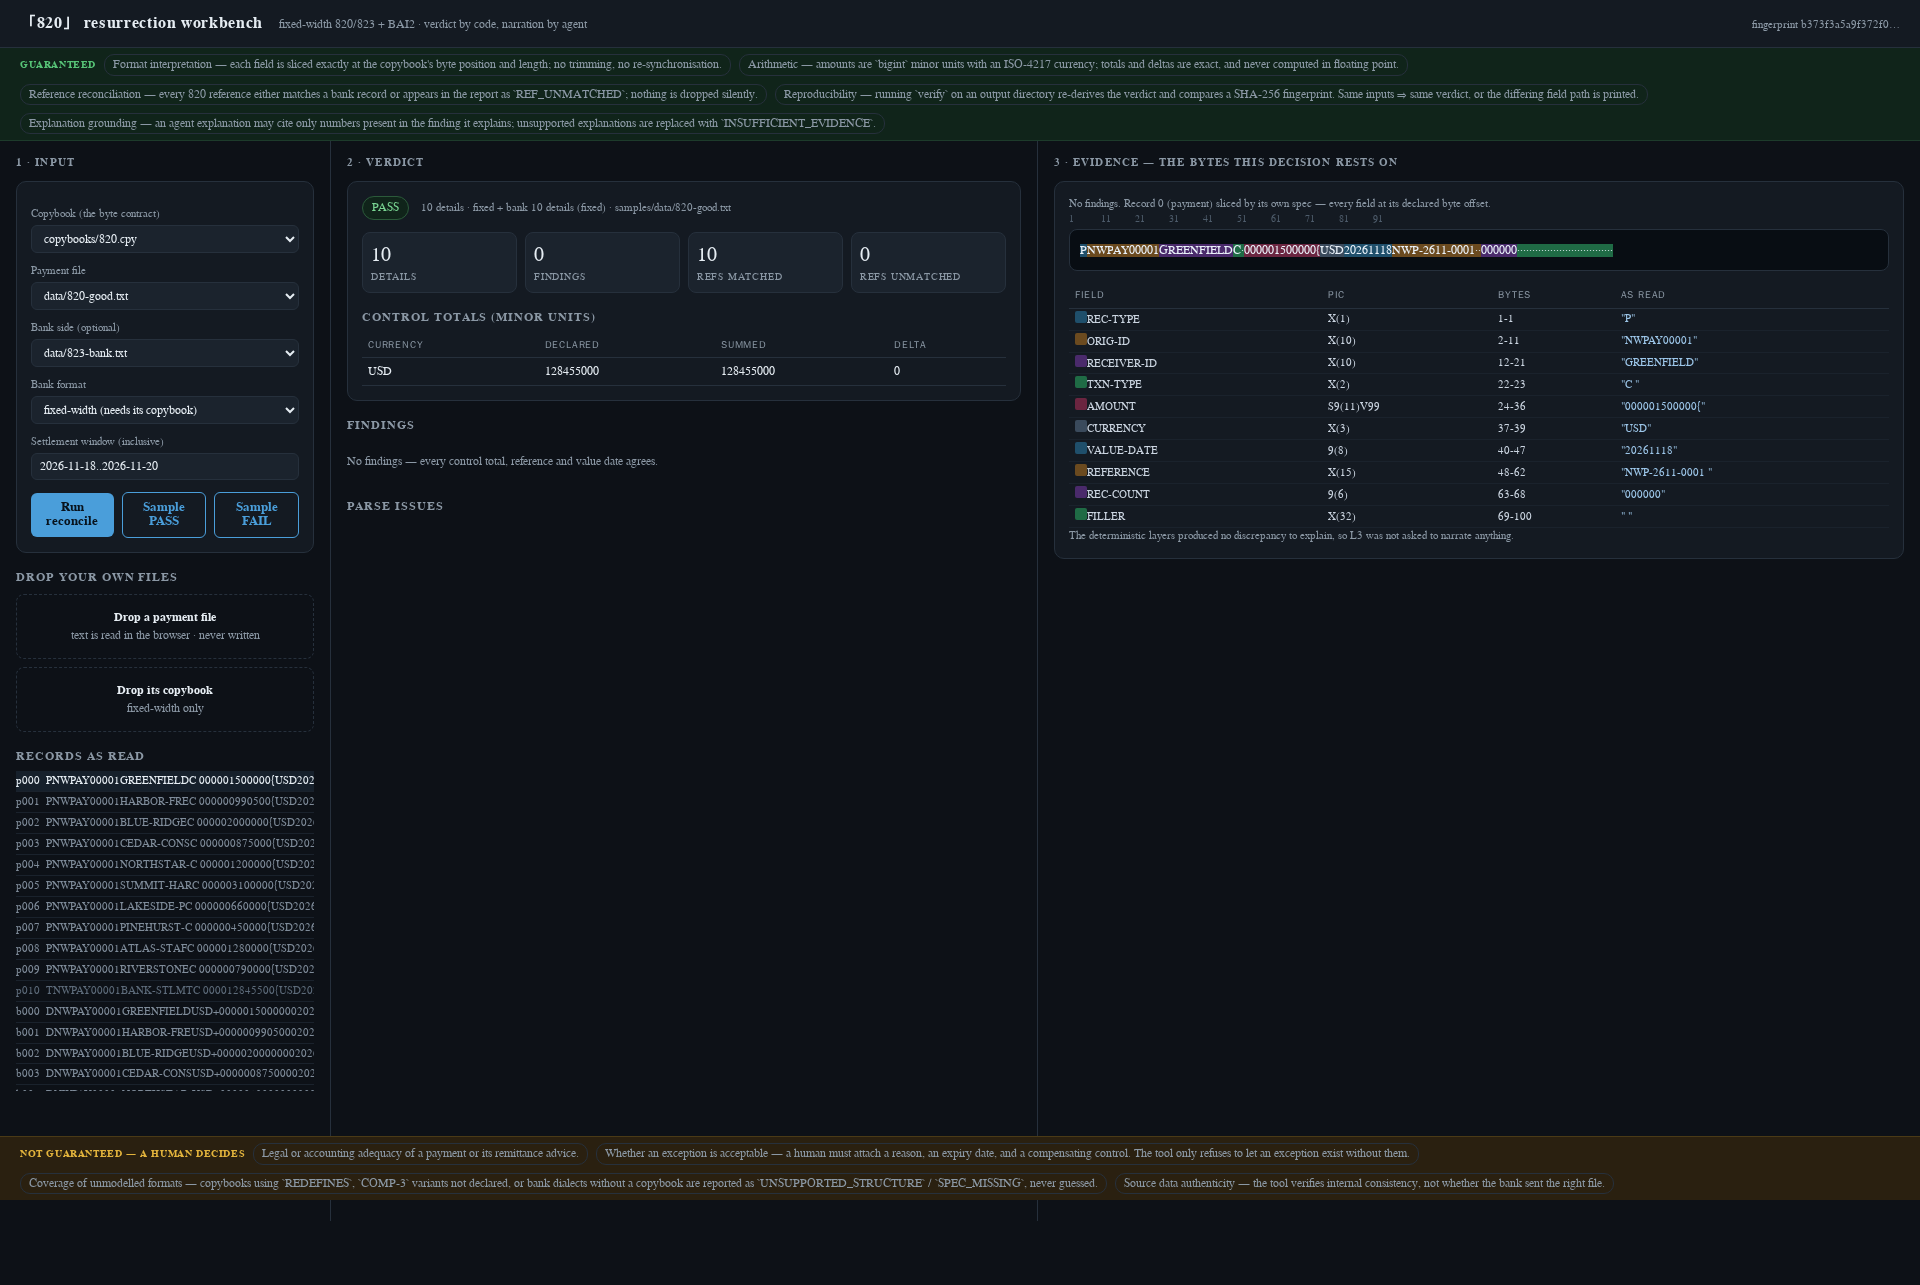 「820」 resurrection workbench
fixed-width 820/823 + BAI2 · verdict by code, narration by agent
fingerprint b373f3a5a9f372f0…
GUARANTEED
Format interpretation — each field is sliced exactly at the copybook's byte position and length; no trimming, no re-synchronisation.
Arithmetic — amounts are `bigint` minor units with an ISO-4217 currency; totals and deltas are exact, and never computed in floating point.
Reference reconciliation — every 820 reference either matches a bank record or appears in the report as `REF_UNMATCHED`; nothing is dropped silently.
Reproducibility — running `verify` on an output directory re-derives the verdict and compares a SHA-256 fingerprint. Same inputs ⇒ same verdict, or the differing field path is printed.
Explanation grounding — an agent explanation may cite only numbers present in the finding it explains; unsupported explanations are replaced with `INSUFFICIENT_EVIDENCE`.
1 · INPUT
Copybook (the byte contract)
copybooks/820.cpy
Payment file
data/820-good.txt
Bank side (optional)
data/823-bank.txt
Bank format
fixed-width (needs its copybook)
Settlement window (inclusive)
2026-11-18..2026-11-20
Run reconcile
Sample PASS
Sample FAIL
DROP YOUR OWN FILES
Drop a payment file
text is read in the browser · never written
Drop its copybook
fixed-width only
RECORDS AS READ
p000 PNWPAY00001GREENFIELDC 000001500000{USD202
p001 PNWPAY00001HARBOR-FREC 000000990500{USD202
p002 PNWPAY00001BLUE-RIDGEC 000002000000{USD202
p003 PNWPAY00001CEDAR-CONSC 000000875000{USD202
p004 PNWPAY00001NORTHSTAR-C 000001200000{USD202
p005 PNWPAY00001SUMMIT-HARC 000003100000{USD202
p006 PNWPAY00001LAKESIDE-PC 000000660000{USD2026
p007 PNWPAY00001PINEHURST-C 000000450000{USD2026
p008 PNWPAY00001ATLAS-STAFC 000001280000{USD202
p009 PNWPAY00001RIVERSTONEC 000000790000{USD202
p010 TNWPAY00001BANK-STLMTC 000012845500{USD20
b000 DNWPAY00001GREENFIELDUSD+0000015000000202
b001 DNWPAY00001HARBOR-FREUSD+0000009905000202
b002 DNWPAY00001BLUE-RIDGEUSD+0000020000000202
b003 DNWPAY00001CEDAR-CONSUSD+0000008750000202
2 · VERDICT
PASS
10 details · fixed + bank 10 details (fixed) · samples/data/820-good.txt
10
DETAILS
0
FINDINGS
10
REFS MATCHED
0
REFS UNMATCHED
CONTROL TOTALS (MINOR UNITS)
CURRENCY DECLARED SUMMED DELTA
USD 128455000 128455000 0
FINDINGS
No findings — every control total, reference and value date agrees.
PARSE ISSUES
3 · EVIDENCE — THE BYTES THIS DECISION RESTS ON
No findings. Record 0 (payment) sliced by its own spec — every field at its declared byte offset.
1 11 21 31 41 51 61 71 81 91
PNWPAY00001GREENFIELDC·000001500000{USD20261118NWP-2611-0001··000000································
FIELD PIC BYTES AS READ
REC-TYPE X(1) 1-1 "P"
ORIG-ID X(10) 2-11 "NWPAY00001"
RECEIVER-ID X(10) 12-21 "GREENFIELD"
TXN-TYPE X(2) 22-23 "C "
AMOUNT S9(11)V99 24-36 "000001500000{"
CURRENCY X(3) 37-39 "USD"
VALUE-DATE 9(8) 40-47 "20261118"
REFERENCE X(15) 48-62 "NWP-2611-0001 "
REC-COUNT 9(6) 63-68 "000000"
FILLER X(32) 69-100 " "
The deterministic layers produced no discrepancy to explain, so L3 was not asked to narrate anything.
NOT GUARANTEED — A HUMAN DECIDES
Legal or accounting adequacy of a payment or its remittance advice.
Whether an exception is acceptable — a human must attach a reason, an expiry date, and a compensating control. The tool only refuses to let an exception exist without them.
Coverage of unmodelled formats — copybooks using `REDEFINES`, `COMP-3` variants not declared, or bank dialects without a copybook are reported as `UNSUPPORTED_STRUCTURE` / `SPEC_MISSING`, never guessed.
Source data authenticity — the tool verifies internal consistency, not whether the bank sent the right file.